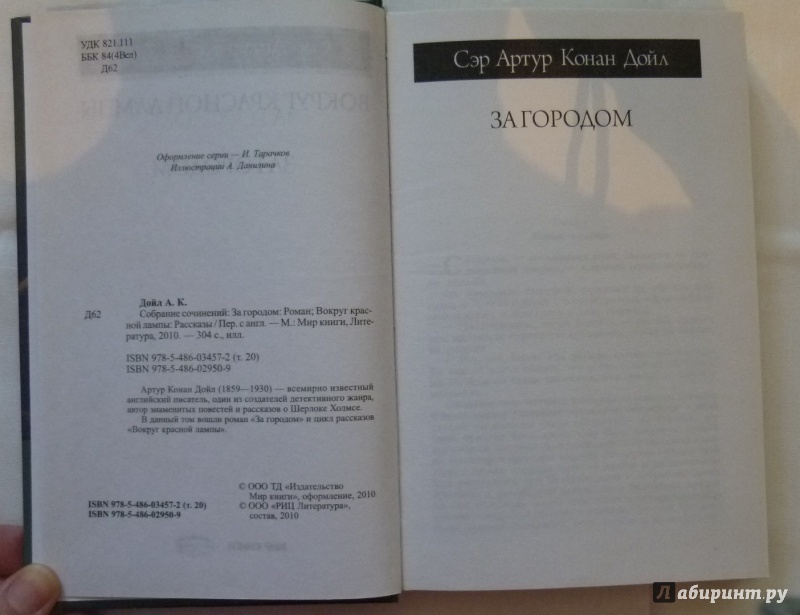 УДК 821.111
ББК 84(4Вел)
Д62
Оформление серии — И. Тарачков
Иллюстрации А. Данилина
Дойл А. К.
Д62 Собрание сочинений: За городом: Роман; Вокруг крас-
ной лампы: Рассказы / Пер. с англ. — М.: Мир книги, Лите-
ратура, 2010. — 304 с., илл.
ISBN 978-5-486-03457-2 (т. 20)
ISBN 978-5-486-02950-9
Артур Конан Дойл (1859—1930) — всемирно известный
английский писатель, один из создателей детективного жанра,
автор знаменитых повестей и рассказов о Шерлоке Холмсе.
В данный том вошли роман «За городом» и цикл рассказов
«Вокруг красной лампы».
© ООО ТД «Издательство
Мир книги», оформление, 2010
© ООО «РИЦ Литература»,
состав, 2010
ISBN 978-5-486-03457-2 (т. 20)
ISBN 978-5-486-02950-9
Сэр Артур Конан Дойл
ЗА ГОРОДОМ
Лабиринт.ру